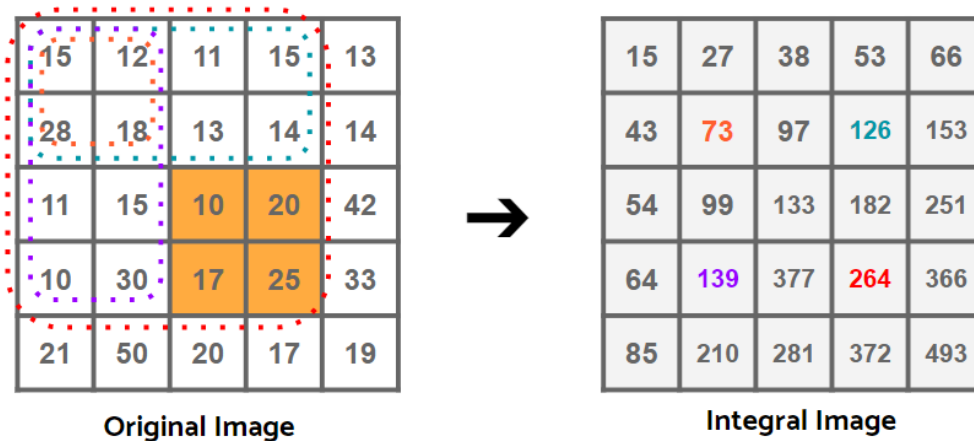 15 12 11 15 13
28 18 13 14 14
11 15 10 20 42
10 30 17 25 33
21 50 20 17 19
Original Image
15 27 38 53 66
43 73 97 126 153
54 99 133 182 251
64 139 377 264 366
85 210 281 372 493
Integral Image